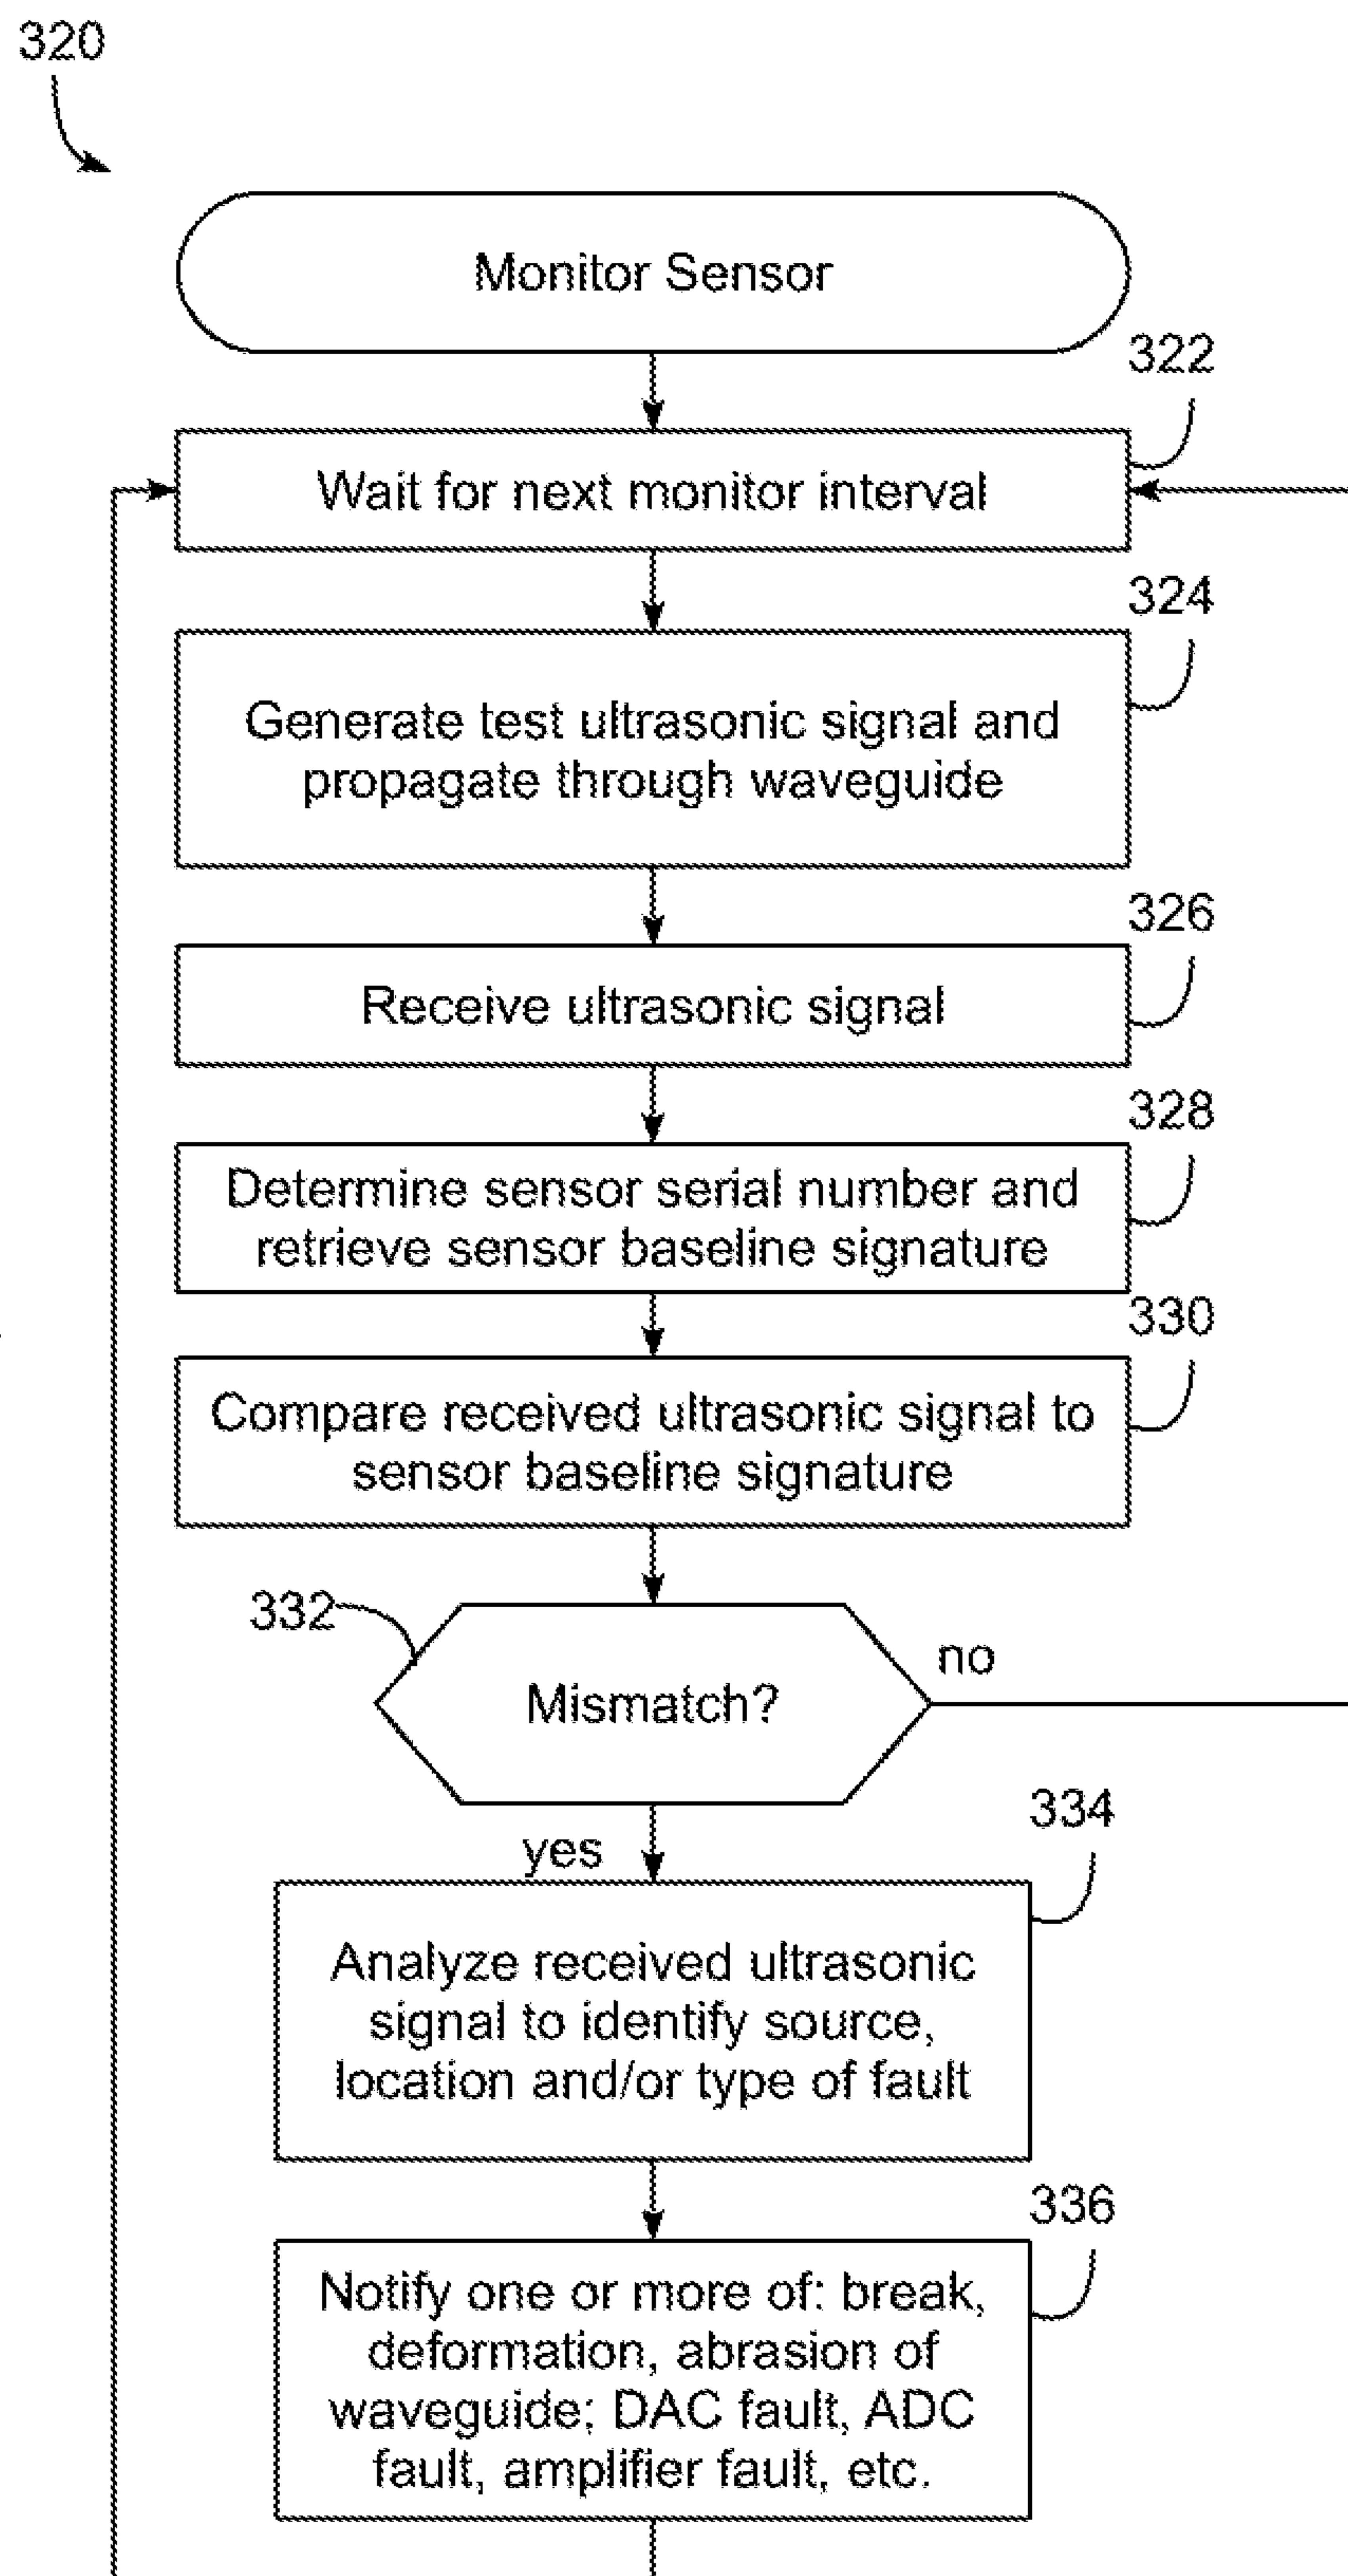 320
Monitor Sensor
322
Wait for next monitor interval
324
Generate test ultrasonic signal and
propagate through waveguide
326
Receive ultrasonic signal
328
Determine sensor serial number and
retrieve sensor baseline signature
330
Compare received ultrasonic signal to
sensor baseline signature
332
Mismatch?
no
yes
334
Analyze received ultrasonic
signal to identify source,
location and/or type of fault
336
Notify one or more of: break,
deformation, abrasion of
waveguide; DAC fault, ADC
fault, amplifier fault, etc.